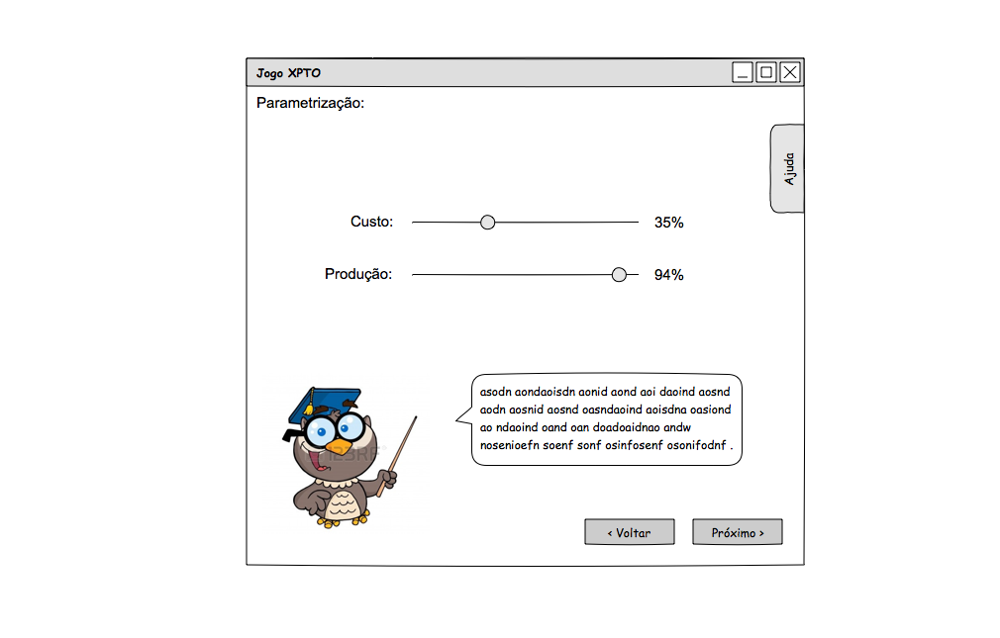 Jogo XPTO
Parametrização:
Ajuda
Custo: 35%
Produção: 94%
asodn aondaoisdn aonid aond aoi daoind aosnd
aodn aosnid aosnd oasndaoind aoisdna oasiond
ao ndaoind oand oan doadoaidnao andw
nosenioefn soenf sonf osinfosenf osonifodnf .
123RF
< Voltar
Próximo >